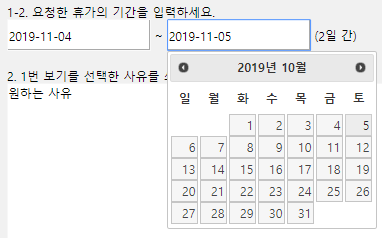 1-2. 요청한 휴가의 기간을 입력하세요.
2019-11-04 ~ 2019-11-05 (2일 간)
2. 1번 보기를 선택한 사유를
원하는 사유
2019년 10월
일 월 화 수 목 금 토
1 2 3 4 5
6 7 8 9 10 11 12
13 14 15 16 17 18 19
20 21 22 23 24 25 26
27 28 29 30 31